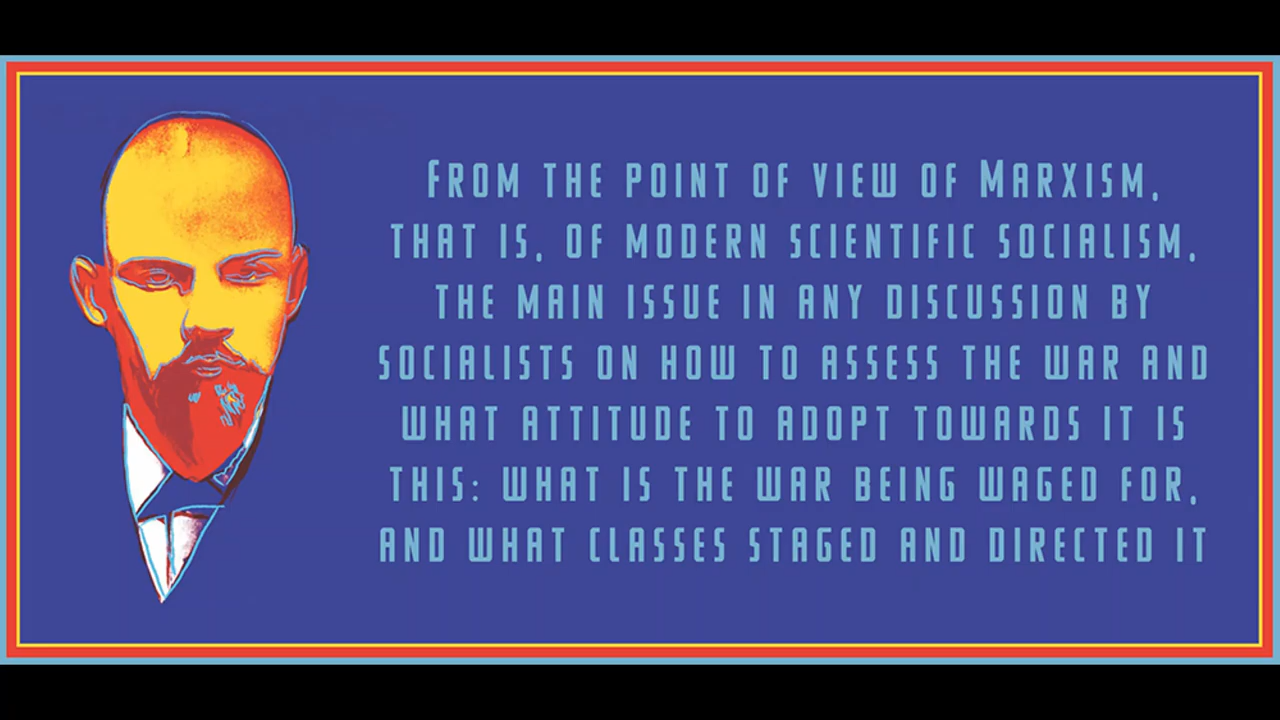 From the point of view of Marxism,
that is, of modern scientific socialism,
the main issue in any discussion by
socialists on how to assess the war and
what attitude to adopt towards it is
this: what is the war being waged for,
and what classes staged and directed it